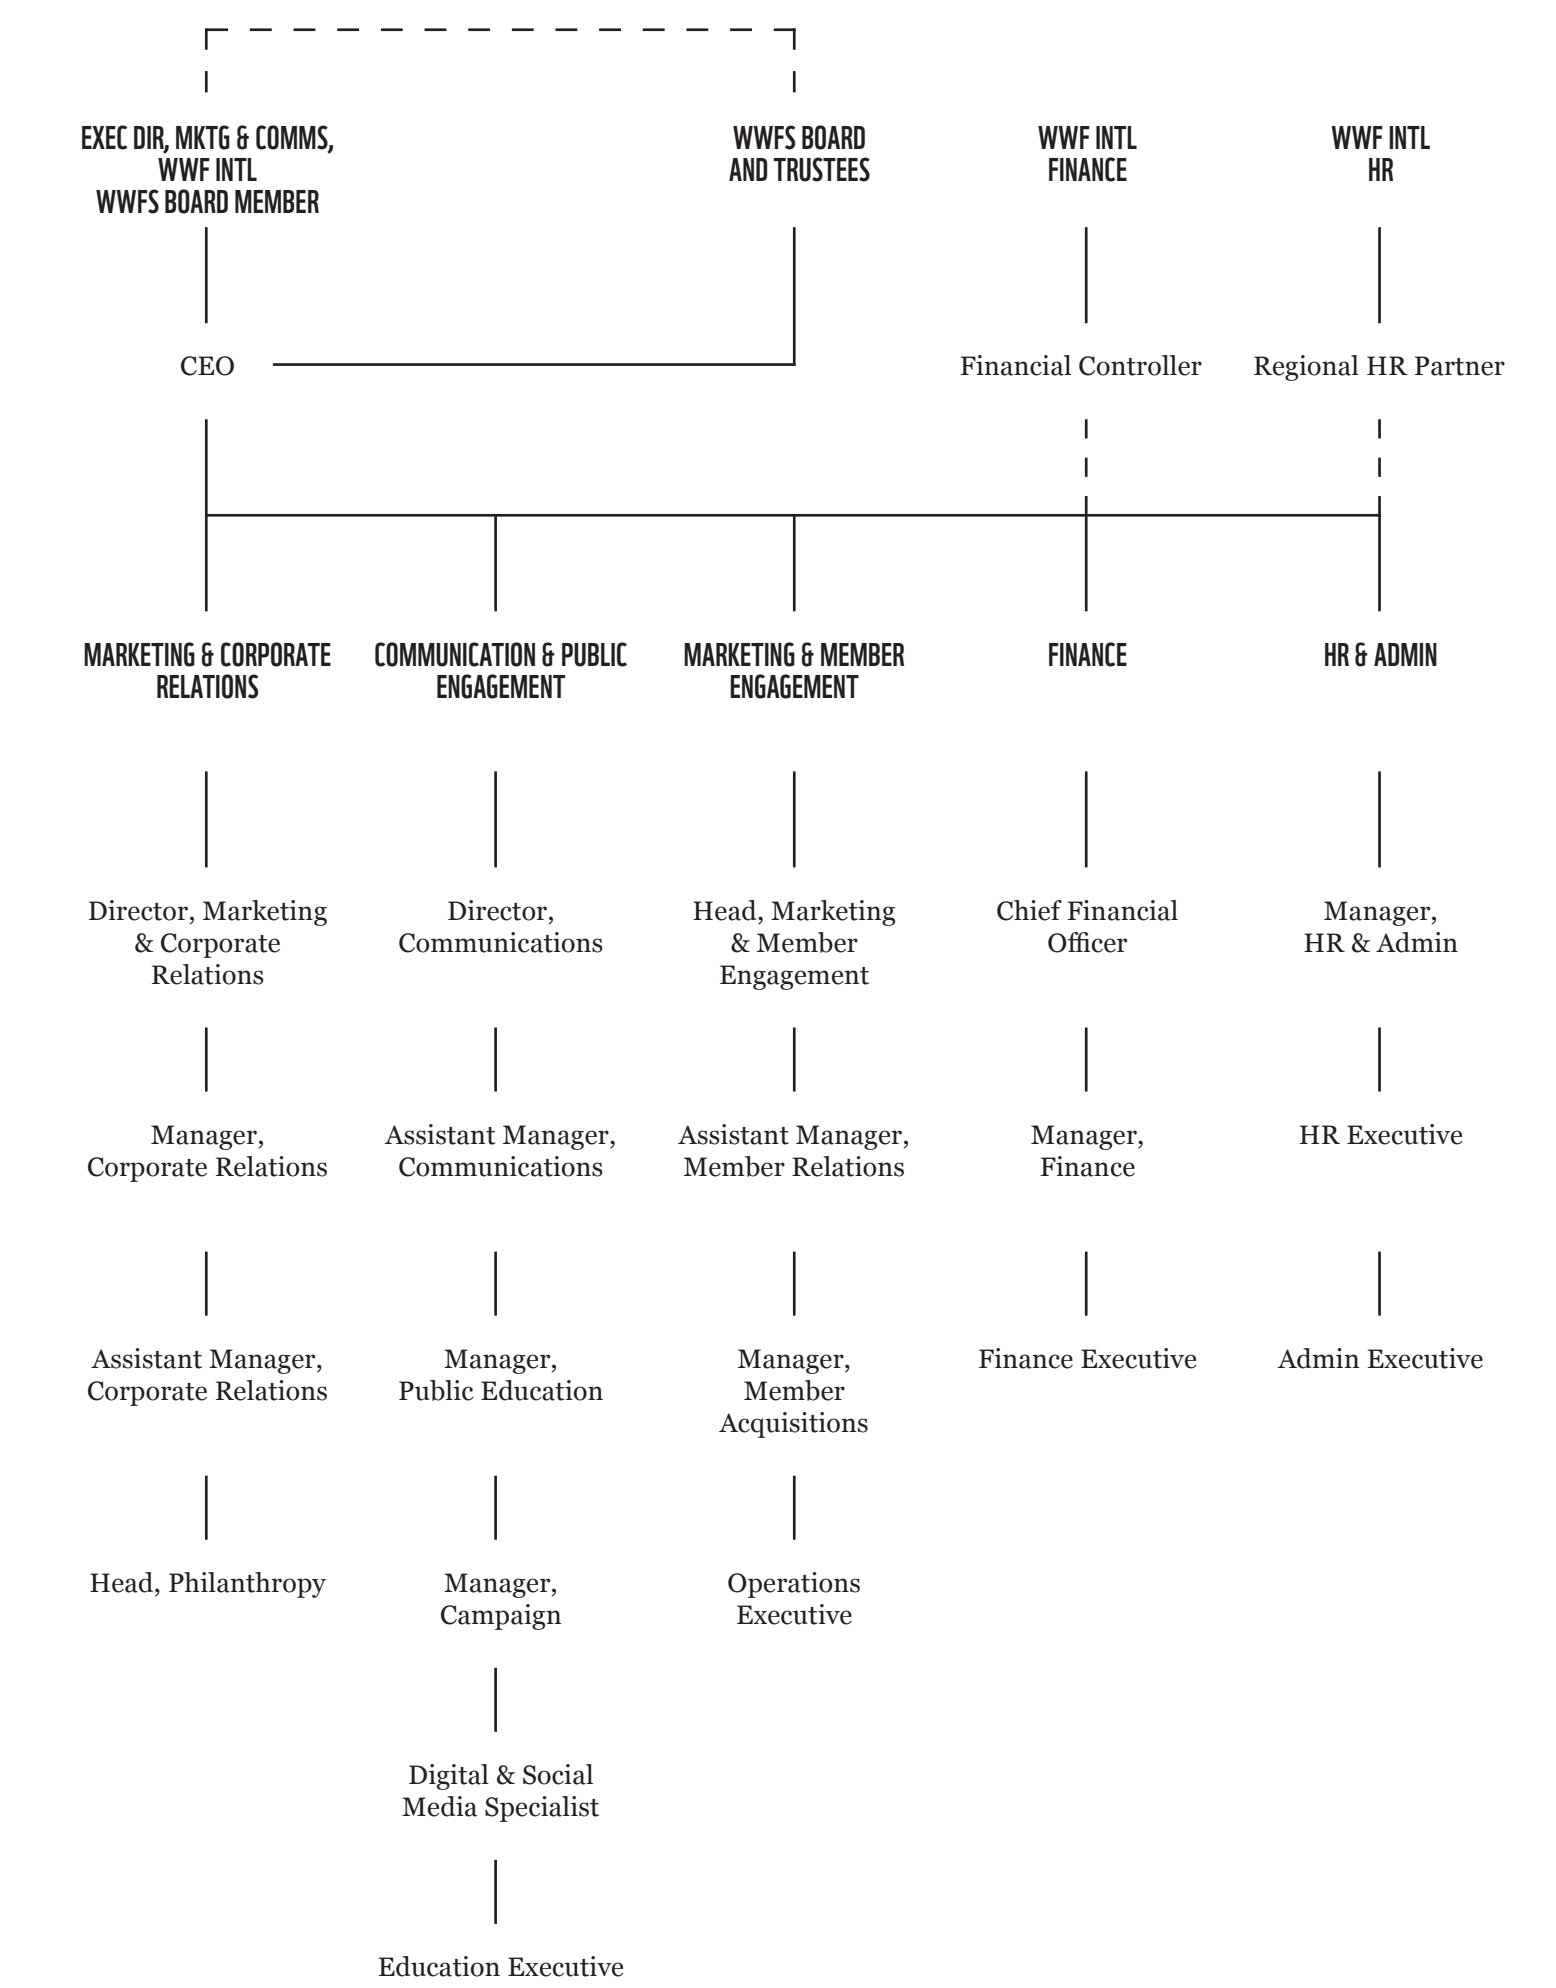 EXEC DIR, MKTG & COMMS,
WWF INTL
WWFS BOARD MEMBER
WWFS BOARD
AND TRUSTEES
WWF INTL
FINANCE
WWF INTL
HR
CEO
Financial Controller
Regional HR Partner
MARKETING & CORPORATE
RELATIONS
COMMUNICATION & PUBLIC
ENGAGEMENT
MARKETING & MEMBER
ENGAGEMENT
FINANCE
HR & ADMIN
Director, Marketing
& Corporate
Relations
Director,
Communications
Head, Marketing
& Member
Engagement
Chief Financial
Officer
Manager,
HR & Admin
Manager,
Corporate Relations
Assistant Manager,
Communications
Assistant Manager,
Member Relations
Manager,
Finance
HR Executive
Assistant Manager,
Corporate Relations
Manager,
Public Education
Manager,
Member
Acquisitions
Finance Executive
Admin Executive
Head, Philanthropy
Manager,
Campaign
Operations
Executive
Digital & Social
Media Specialist
Education Executive